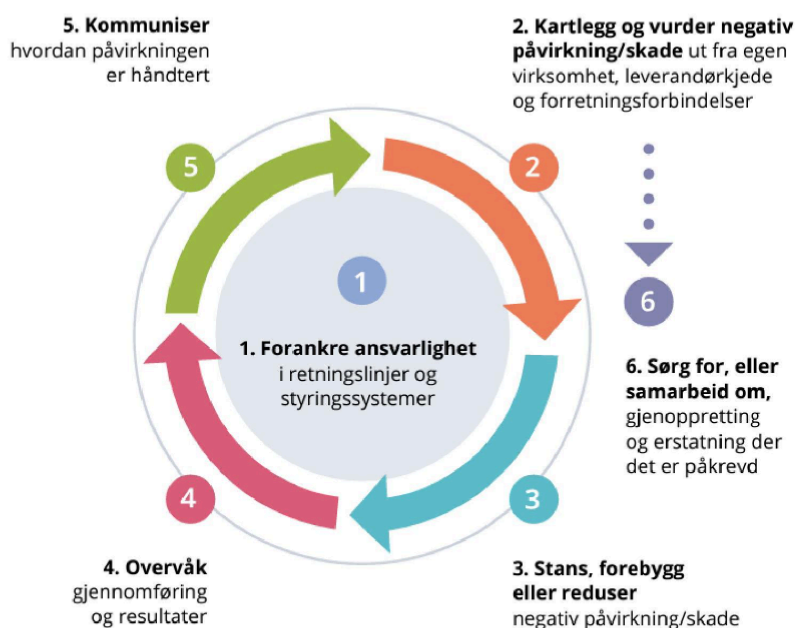 5. Kommuniser
hvordan påvirkningen
er håndtert
2. Kartlegg og vurder negativ
påvirkning/skade ut fra egen
virksomhet, leverandørkjede
og forretningsforbindelser
5
2
1
6
1. Forankre ansvarlighet
i retningslinjer og
styringssystemer
6. Sørg for, eller
samarbeid om,
gjenoppretting
og erstatning der
det er påkrevd
4
3
4. Overvåk
gjennomføring
og resultater
3. Stans, forebygg
eller reduser
negativ påvirkning/skade